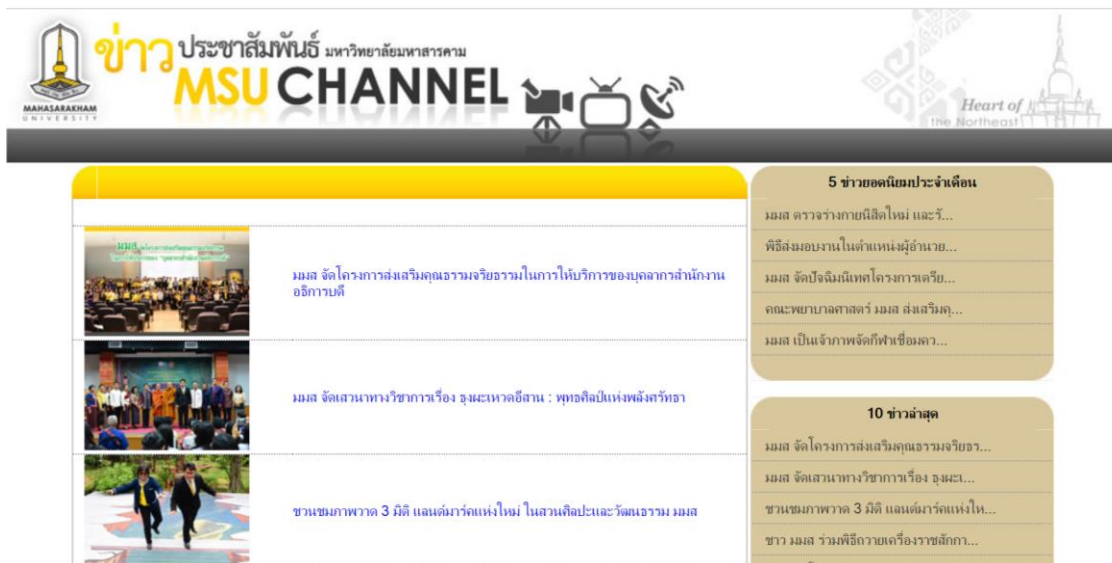 ข่าว ประชาสัมพันธ์ มหาวิทยาลัยมหาสารคาม
MSU CHANNEL
MAHASARAKHAM
UNIVERSITY
Heart of
the Northeast
มมส จัดโครงการส่งเสริมคุณธรรมจริยธรรมในการให้บริการของบุคลากรสำนักงาน
อธิการบดี
มมส จัดเสวนาทางวิชาการเรื่อง ธุงผะเหวดอีสาน : พุทธศิลป์แห่งพลังศรัทธา
ชวนชมภาพวาด 3 มิติ แลนด์มาร์คแห่งใหม่ ในสวนศิลปะและวัฒนธรรม มมส
5 ข่าวยอดนิยมประจำเดือน
มมส ตรวจร่างกายนิสิตใหม่ และรั...
พิธีส่งมอบงานในตำแหน่งผู้อำนวย...
มมส จัดปัจฉิมนิเทศโครงการเตรีย...
คณะพยาบาลศาสตร์ มมส ส่งเสริมคุ...
มมส เป็นเจ้าภาพจัดกีฬาเชื่อมคว...
10 ข่าวล่าสุด
มมส จัดโครงการส่งเสริมคุณธรรมจริยธร...
มมส จัดเสวนาทางวิชาการเรื่อง ธุงผะเ...
ชวนชมภาพวาด 3 มิติ แลนด์มาร์คแห่งให...
ชาว มมส ร่วมพิธีถวายเครื่องราชสักกา...